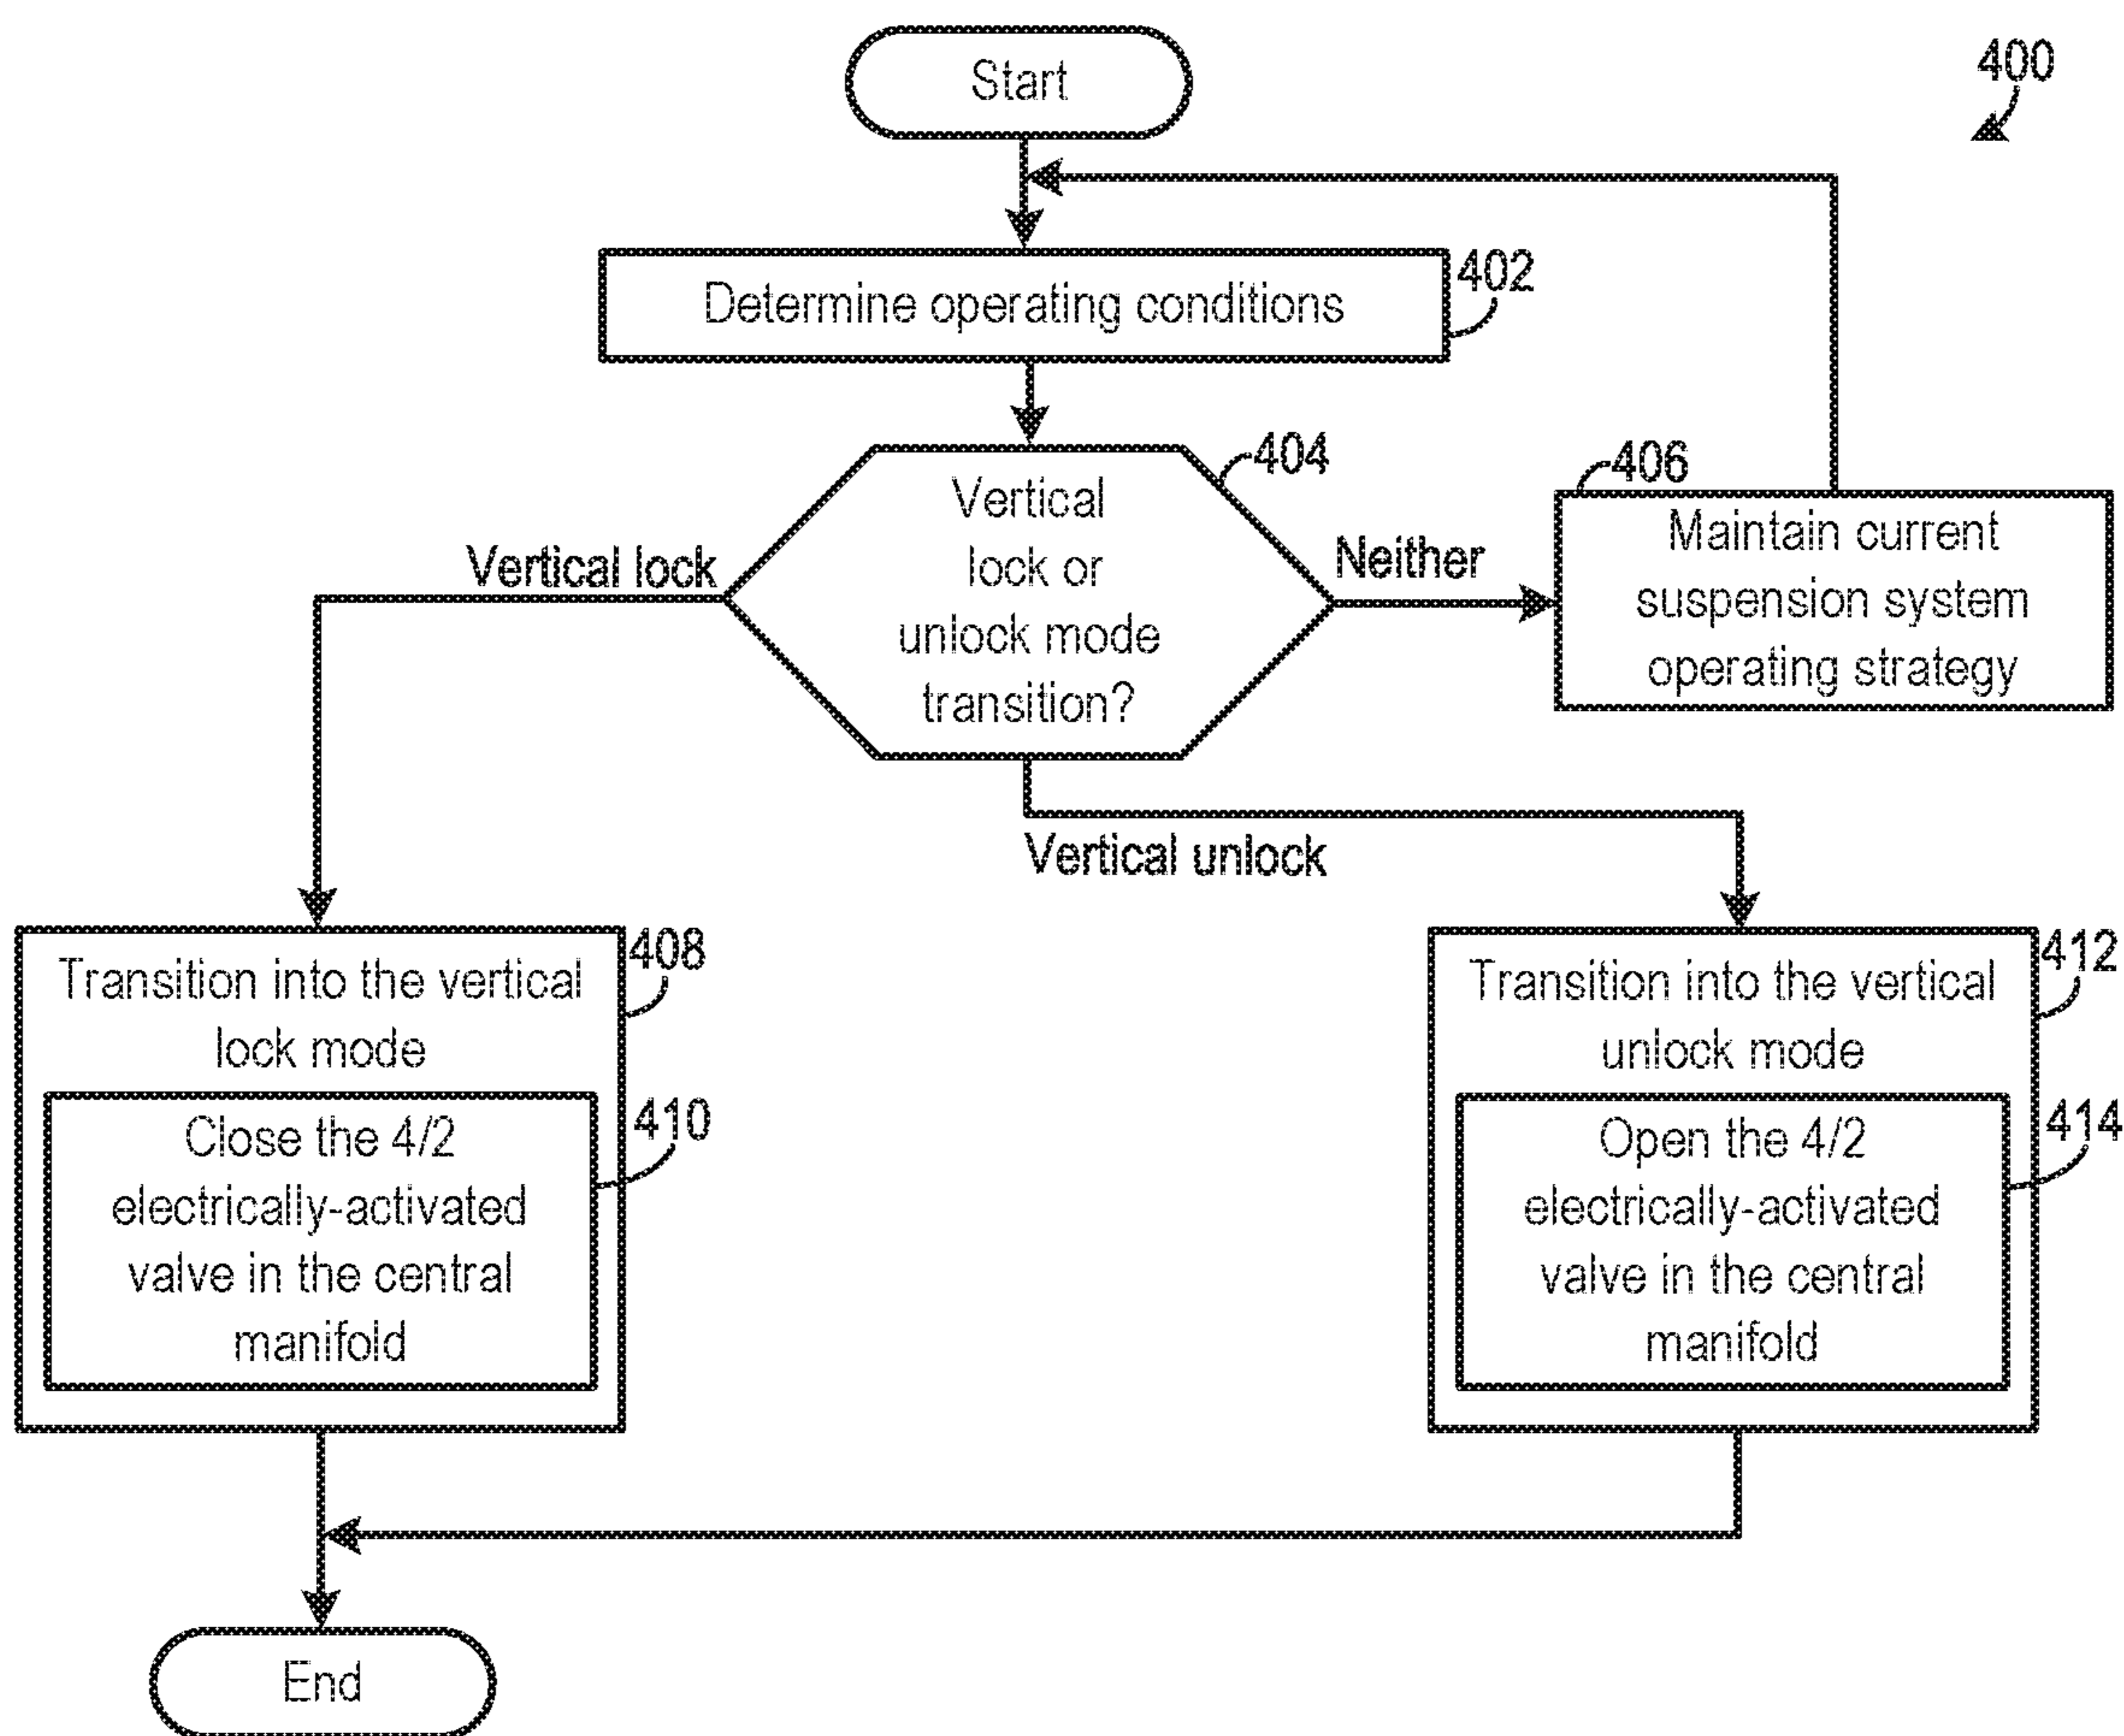 Start
400
Determine operating conditions
402
Vertical
lock or
unlock mode
transition?
404
Vertical lock
Neither
406
Maintain current
suspension system
operating strategy
Vertical unlock
Transition into the vertical
lock mode
408
Close the 4/2
electrically-activated
valve in the central
manifold
410
Transition into the vertical
unlock mode
412
Open the 4/2
electrically-activated
valve in the central
manifold
414
End